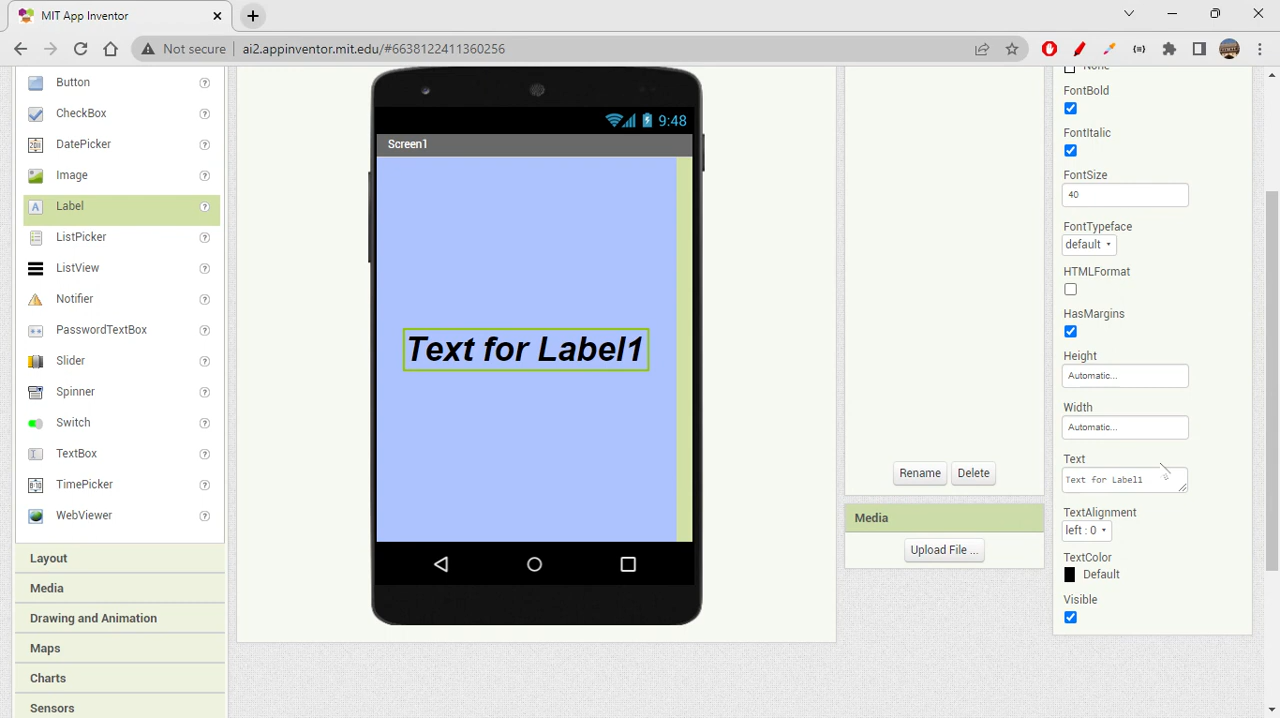 MIT App Inventor
Not secure
ai2.appinventor.mit.edu/#6638122411360256
Button
CheckBox
DatePicker
Image
Label
ListPicker
ListView
Notifier
PasswordTextBox
Slider
Spinner
Switch
TextBox
TimePicker
WebViewer
Layout
Media
Drawing and Animation
Maps
Charts
Sensors
9:48
Screen1
Text for Label1
Rename
Delete
Media
Upload File ...
None
FontBold
FontItalic
FontSize
40
FontTypeface
default
HTMLFormat
HasMargins
Height
Automatic...
Width
Automatic...
Text
Text for Label1
TextAlignment
left : 0
TextColor
Default
Visible